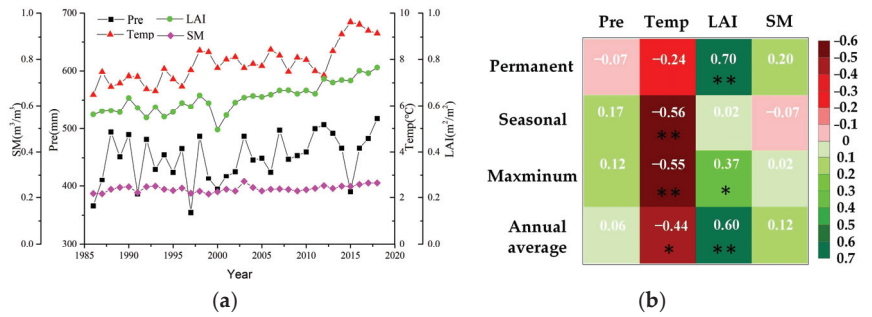 (a)
Pre
LAI
Temp
SM
SM(m³/m³)
1.0
0.8
0.6
0.4
0.2
0.0
Pre(mm)
700
600
500
400
300
Temp(°C)
10
8
6
4
2
0
LAI(m²/m²)
1.0
0.8
0.6
0.4
0.2
0.0
1985 1990 1995 2000 2005 2010 2015 2020
Year
(a)
Pre Temp LAI SM
Permanent −0.07 −0.24 0.70 0.20
**
Seasonal 0.17 −0.56 0.02 −0.07
**
Maxminum 0.12 −0.55 0.37 0.02
** *
Annual average 0.06 −0.44 0.60 0.12
* **
-0.6
-0.5
-0.4
-0.3
-0.2
-0.1
0
0.1
0.2
0.3
0.4
0.5
0.6
0.7
(b)